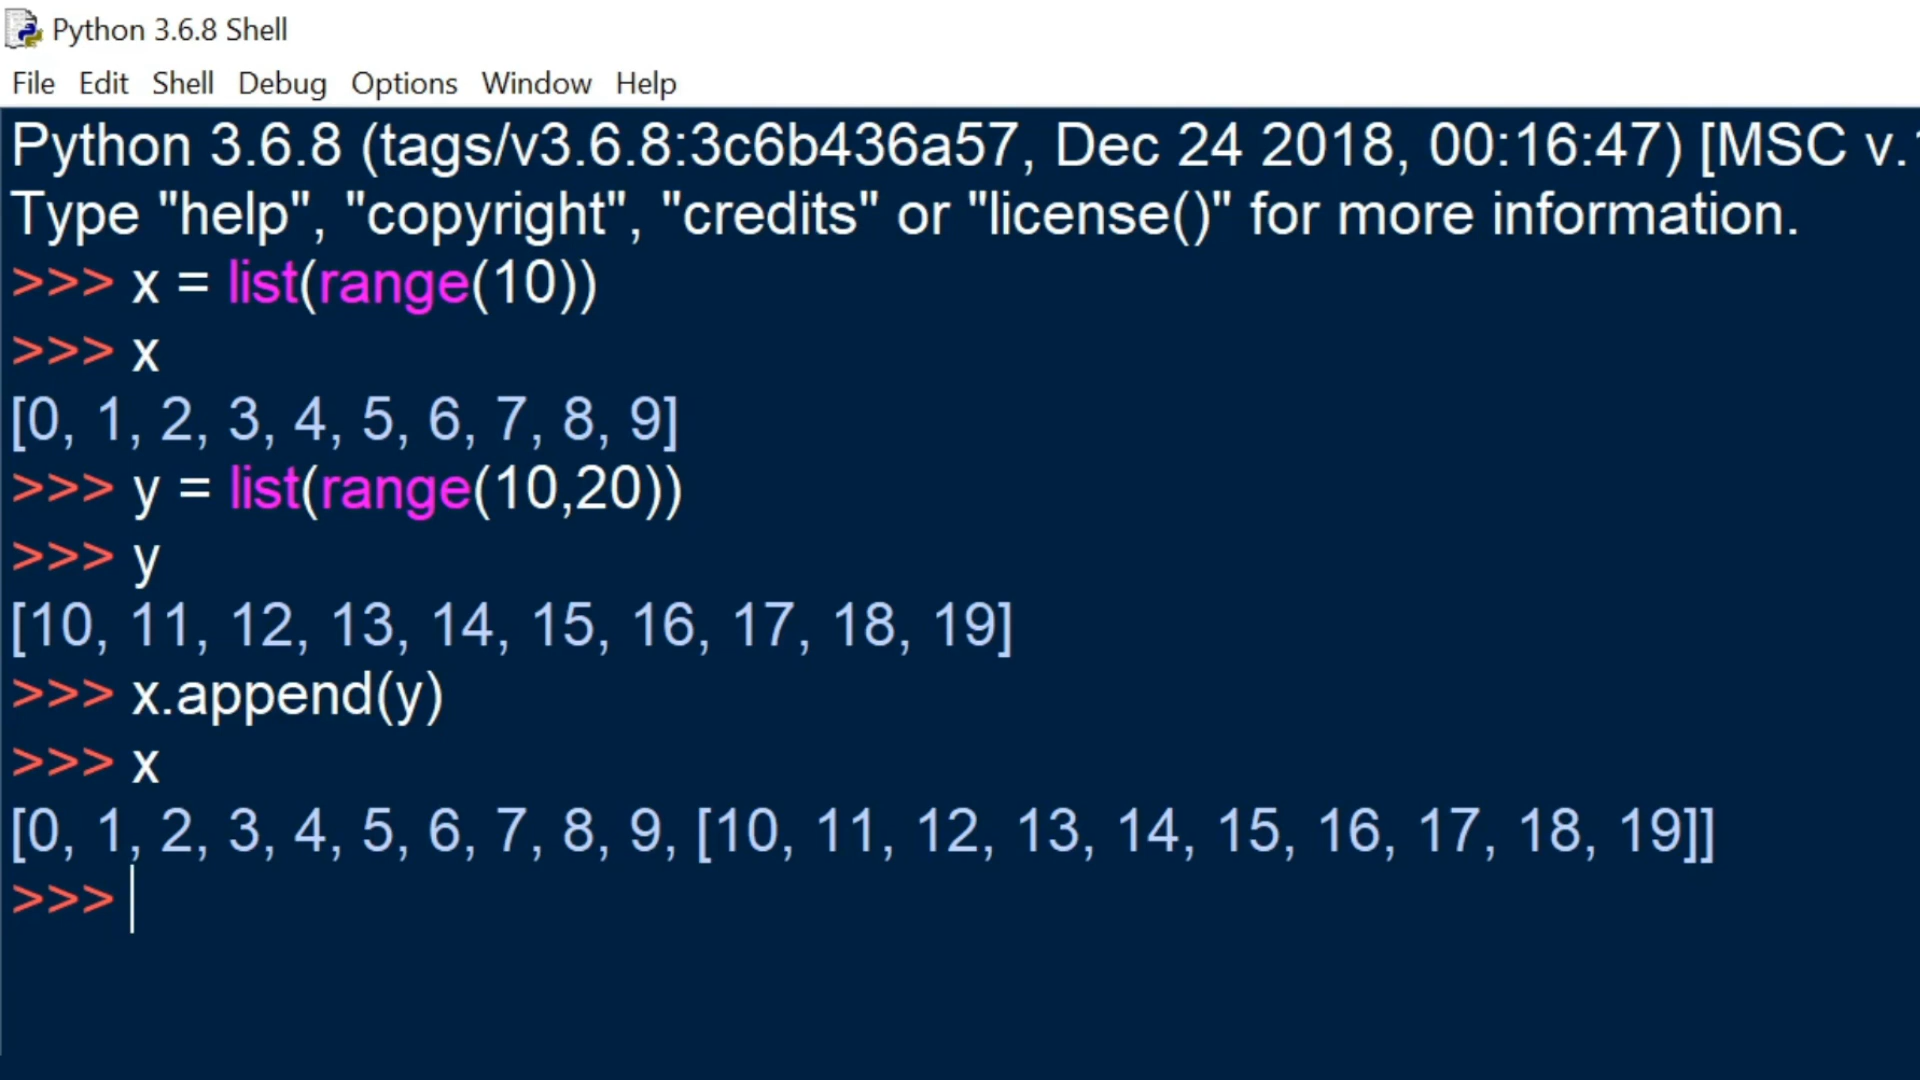 Python 3.6.8 Shell
File Edit Shell Debug Options Window Help
Python 3.6.8 (tags/v3.6.8:3c6b436a57, Dec 24 2018, 00:16:47) [MSC v.
Type "help", "copyright", "credits" or "license()" for more information.
>>> x = list(range(10))
>>> x
[0, 1, 2, 3, 4, 5, 6, 7, 8, 9]
>>> y = list(range(10,20))
>>> y
[10, 11, 12, 13, 14, 15, 16, 17, 18, 19]
>>> x.append(y)
>>> x
[0, 1, 2, 3, 4, 5, 6, 7, 8, 9, [10, 11, 12, 13, 14, 15, 16, 17, 18, 19]]
>>>